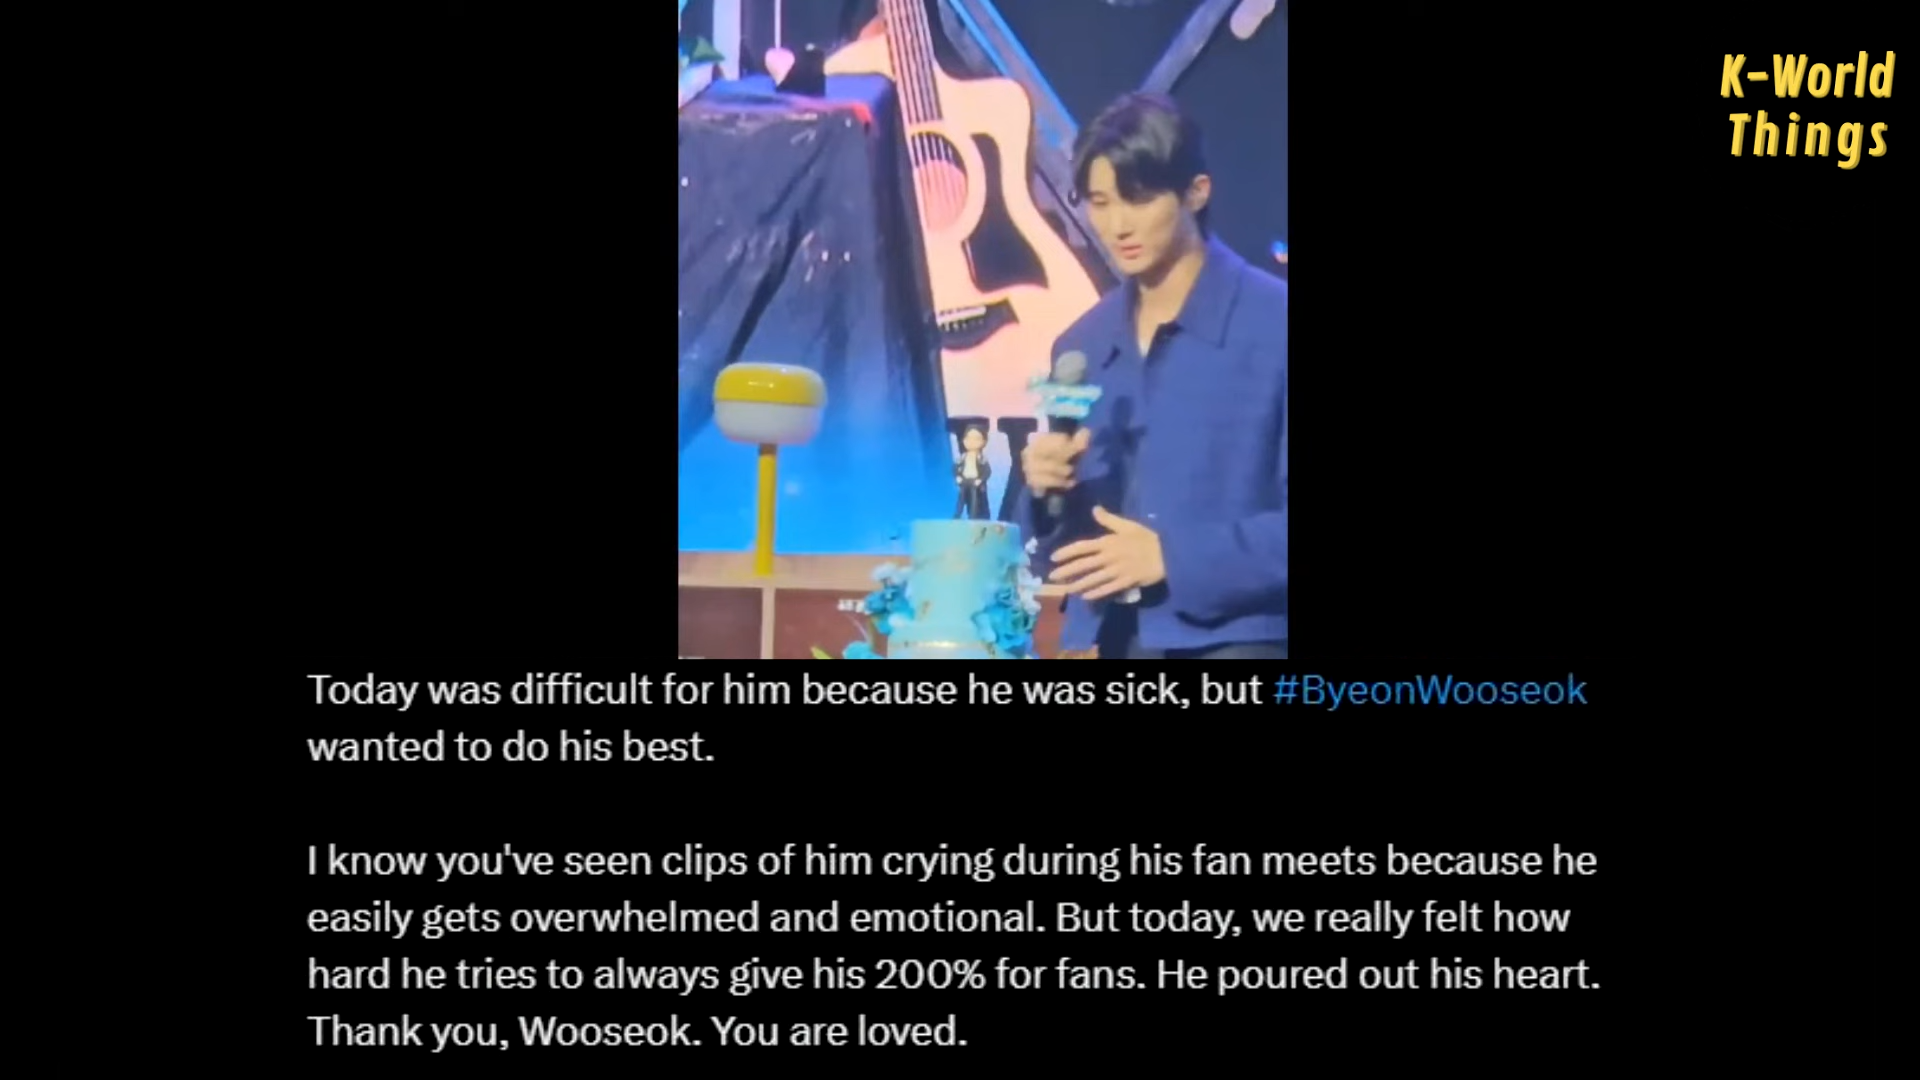 K-World
Things
W
Today was difficult for him because he was sick, but #ByeonWooseok
wanted to do his best.
I know you've seen clips of him crying during his fan meets because he
easily gets overwhelmed and emotional. But today, we really felt how
hard he tries to always give his 200% for fans. He poured out his heart.
Thank you, Wooseok. You are loved.